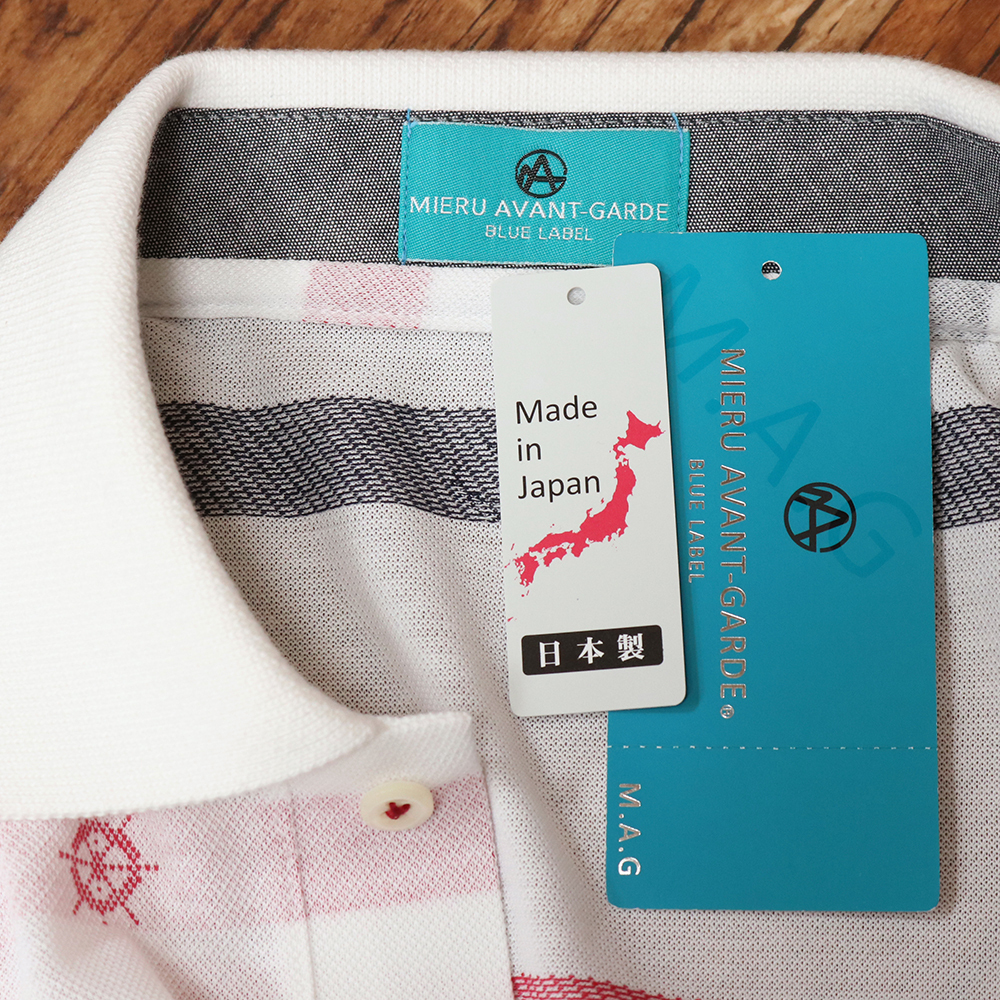 MIERU AVANT-GARDE
BLUE LABEL
Made
in
Japan
日本製
M.A.G
MIERU AVANT-GARDE®
BLUE LABEL
M.A.G